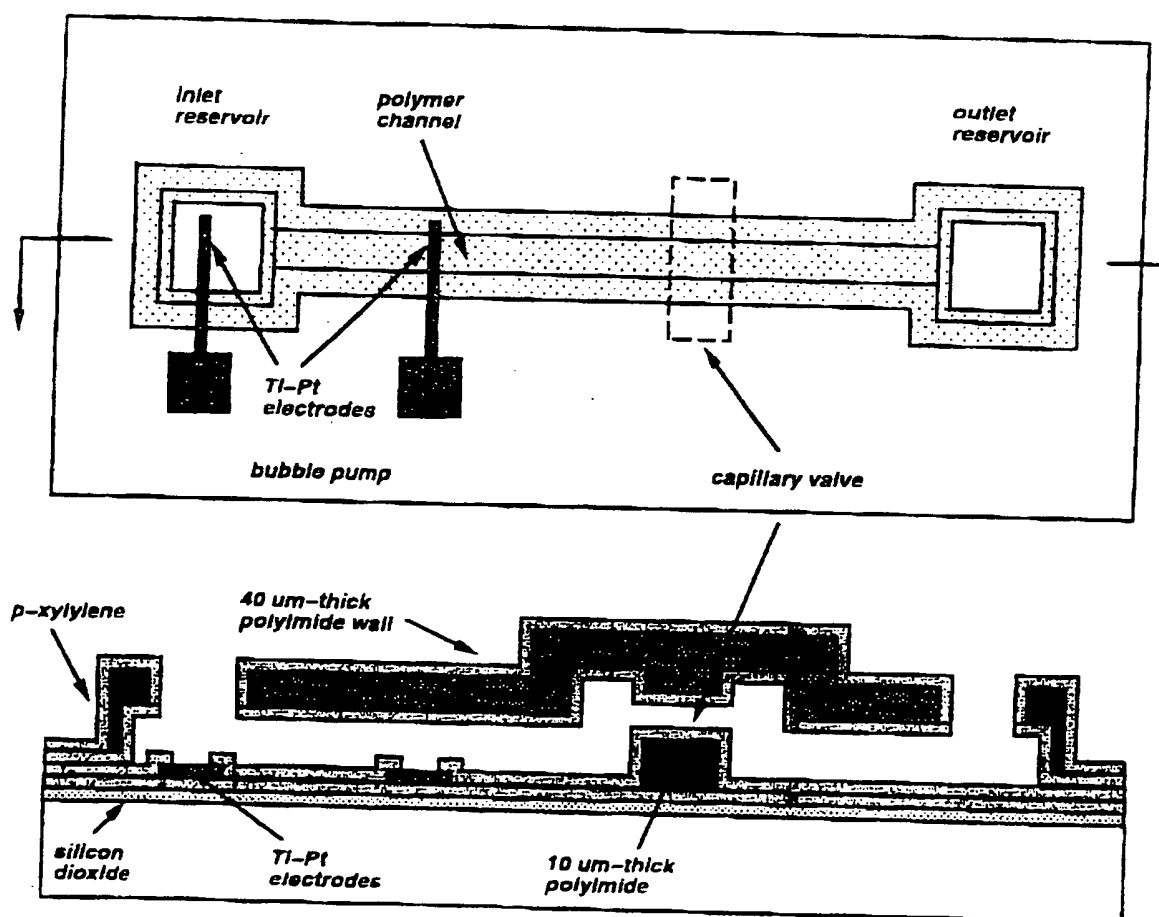 inlet
reservoir
polymer
channel
outlet
reservoir
Ti-Pt
electrodes
bubble pump
capillary valve
p-xylylene
40 um-thick
polyimide wall
silicon
dioxide
Ti-Pt
electrodes
10 um-thick
polyimide